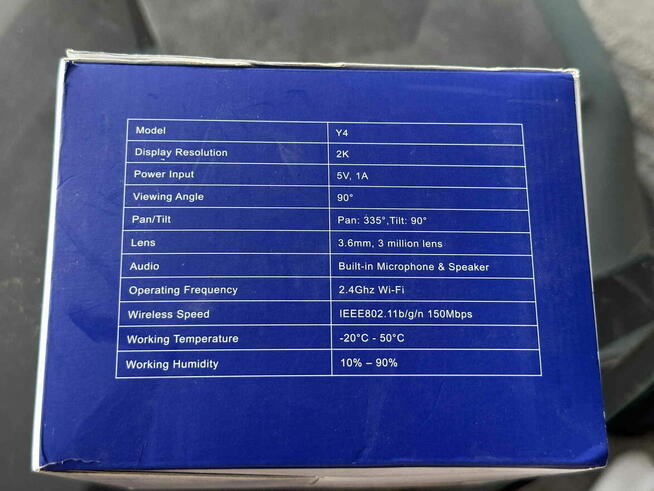 Model Y4
Display Resolution 2K
Power Input 5V, 1A
Viewing Angle 90°
Pan/Tilt Pan: 335°,Tilt: 90°
Lens 3.6mm, 3 million lens
Audio Built-in Microphone & Speaker
Operating Frequency 2.4Ghz Wi-Fi
Wireless Speed IEEE802.11b/g/n 150Mbps
Working Temperature -20°C - 50°C
Working Humidity 10% – 90%